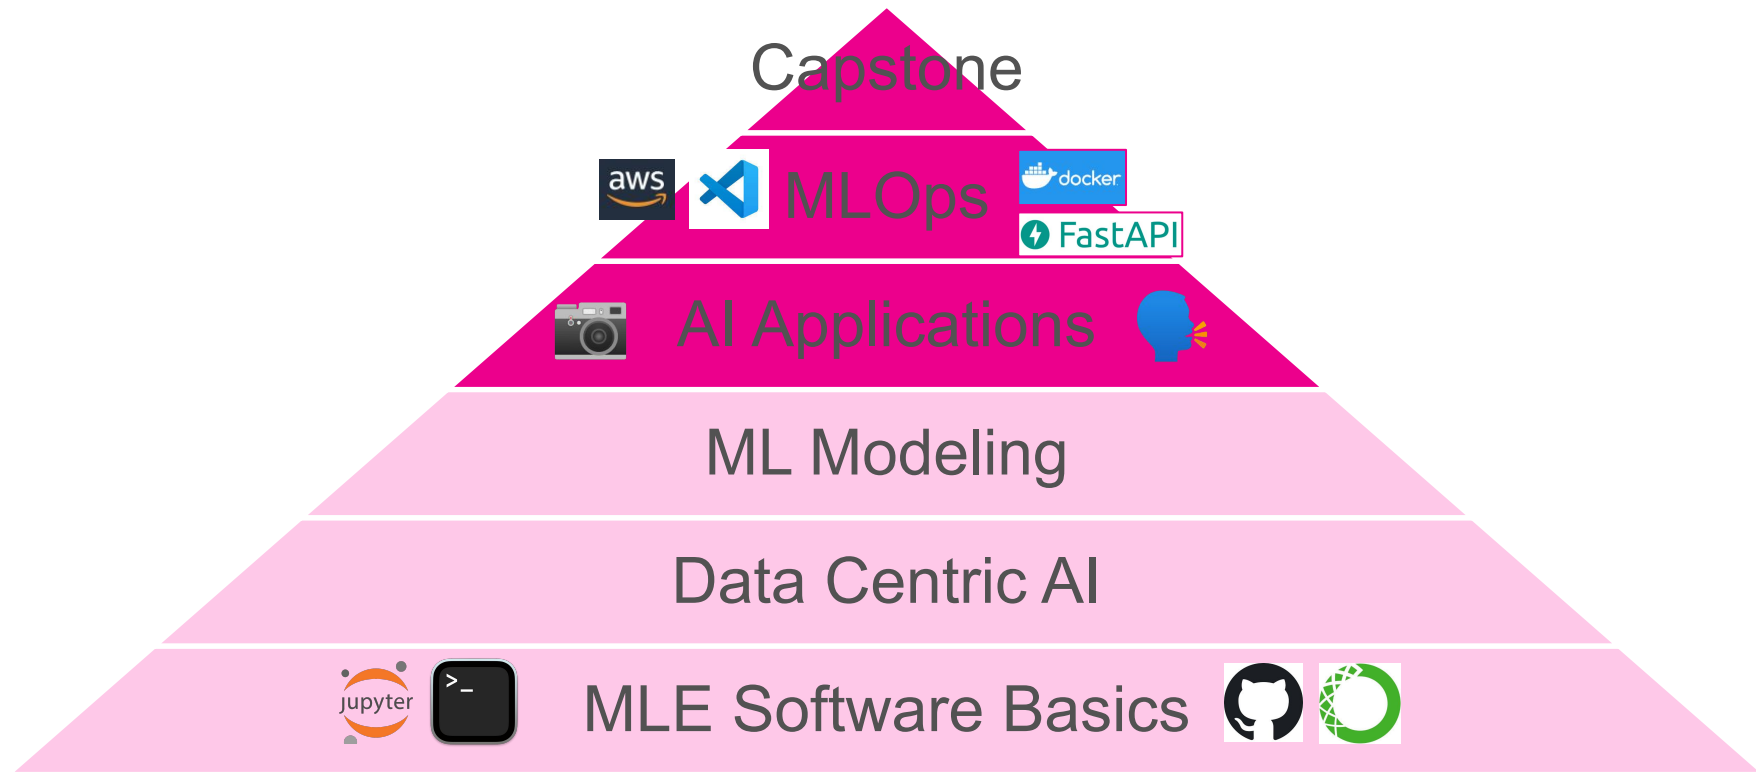 Capstone
aws
MLOps
docker
FastAPI
AI Applications
ML Modeling
Data Centric AI
jupyter
>_
MLE Software Basics